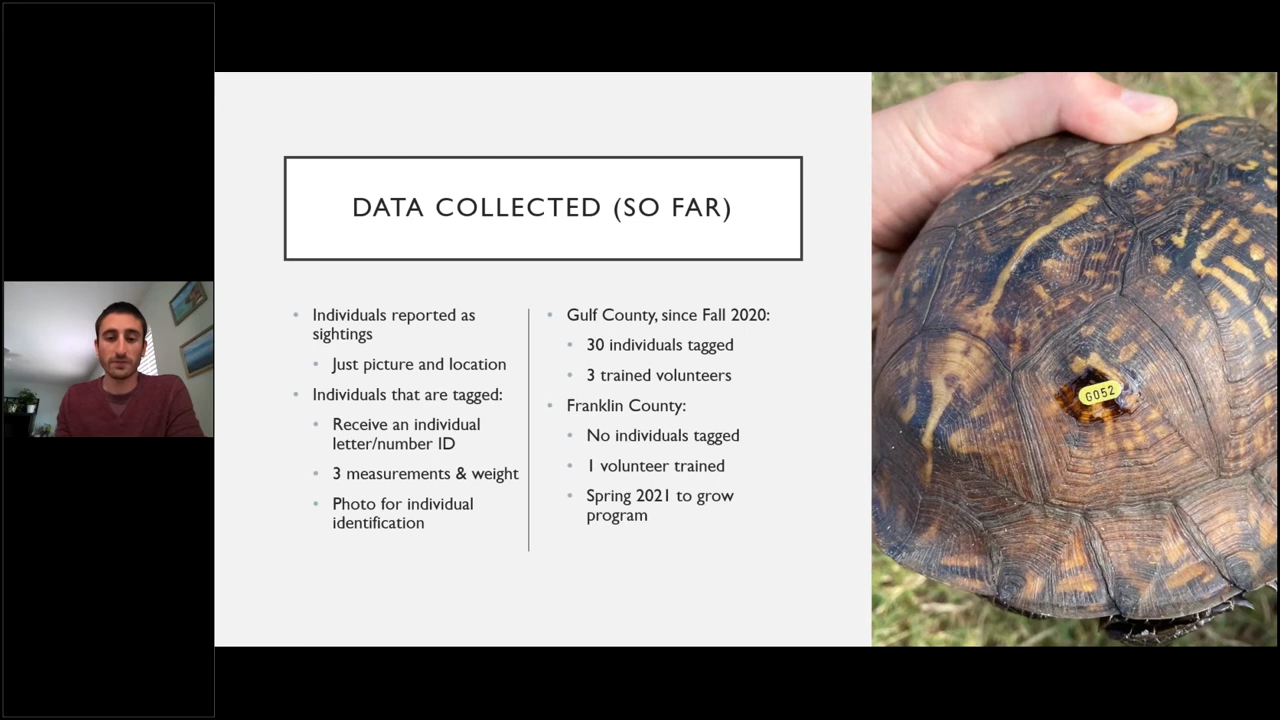 DATA COLLECTED (SO FAR)
Individuals reported as
sightings
Just picture and location
Individuals that are tagged:
Receive an individual
letter/number ID
3 measurements & weight
Photo for individual
identification
Gulf County, since Fall 2020:
30 individuals tagged
3 trained volunteers
Franklin County:
No individuals tagged
1 volunteer trained
Spring 2021 to grow
program
G052